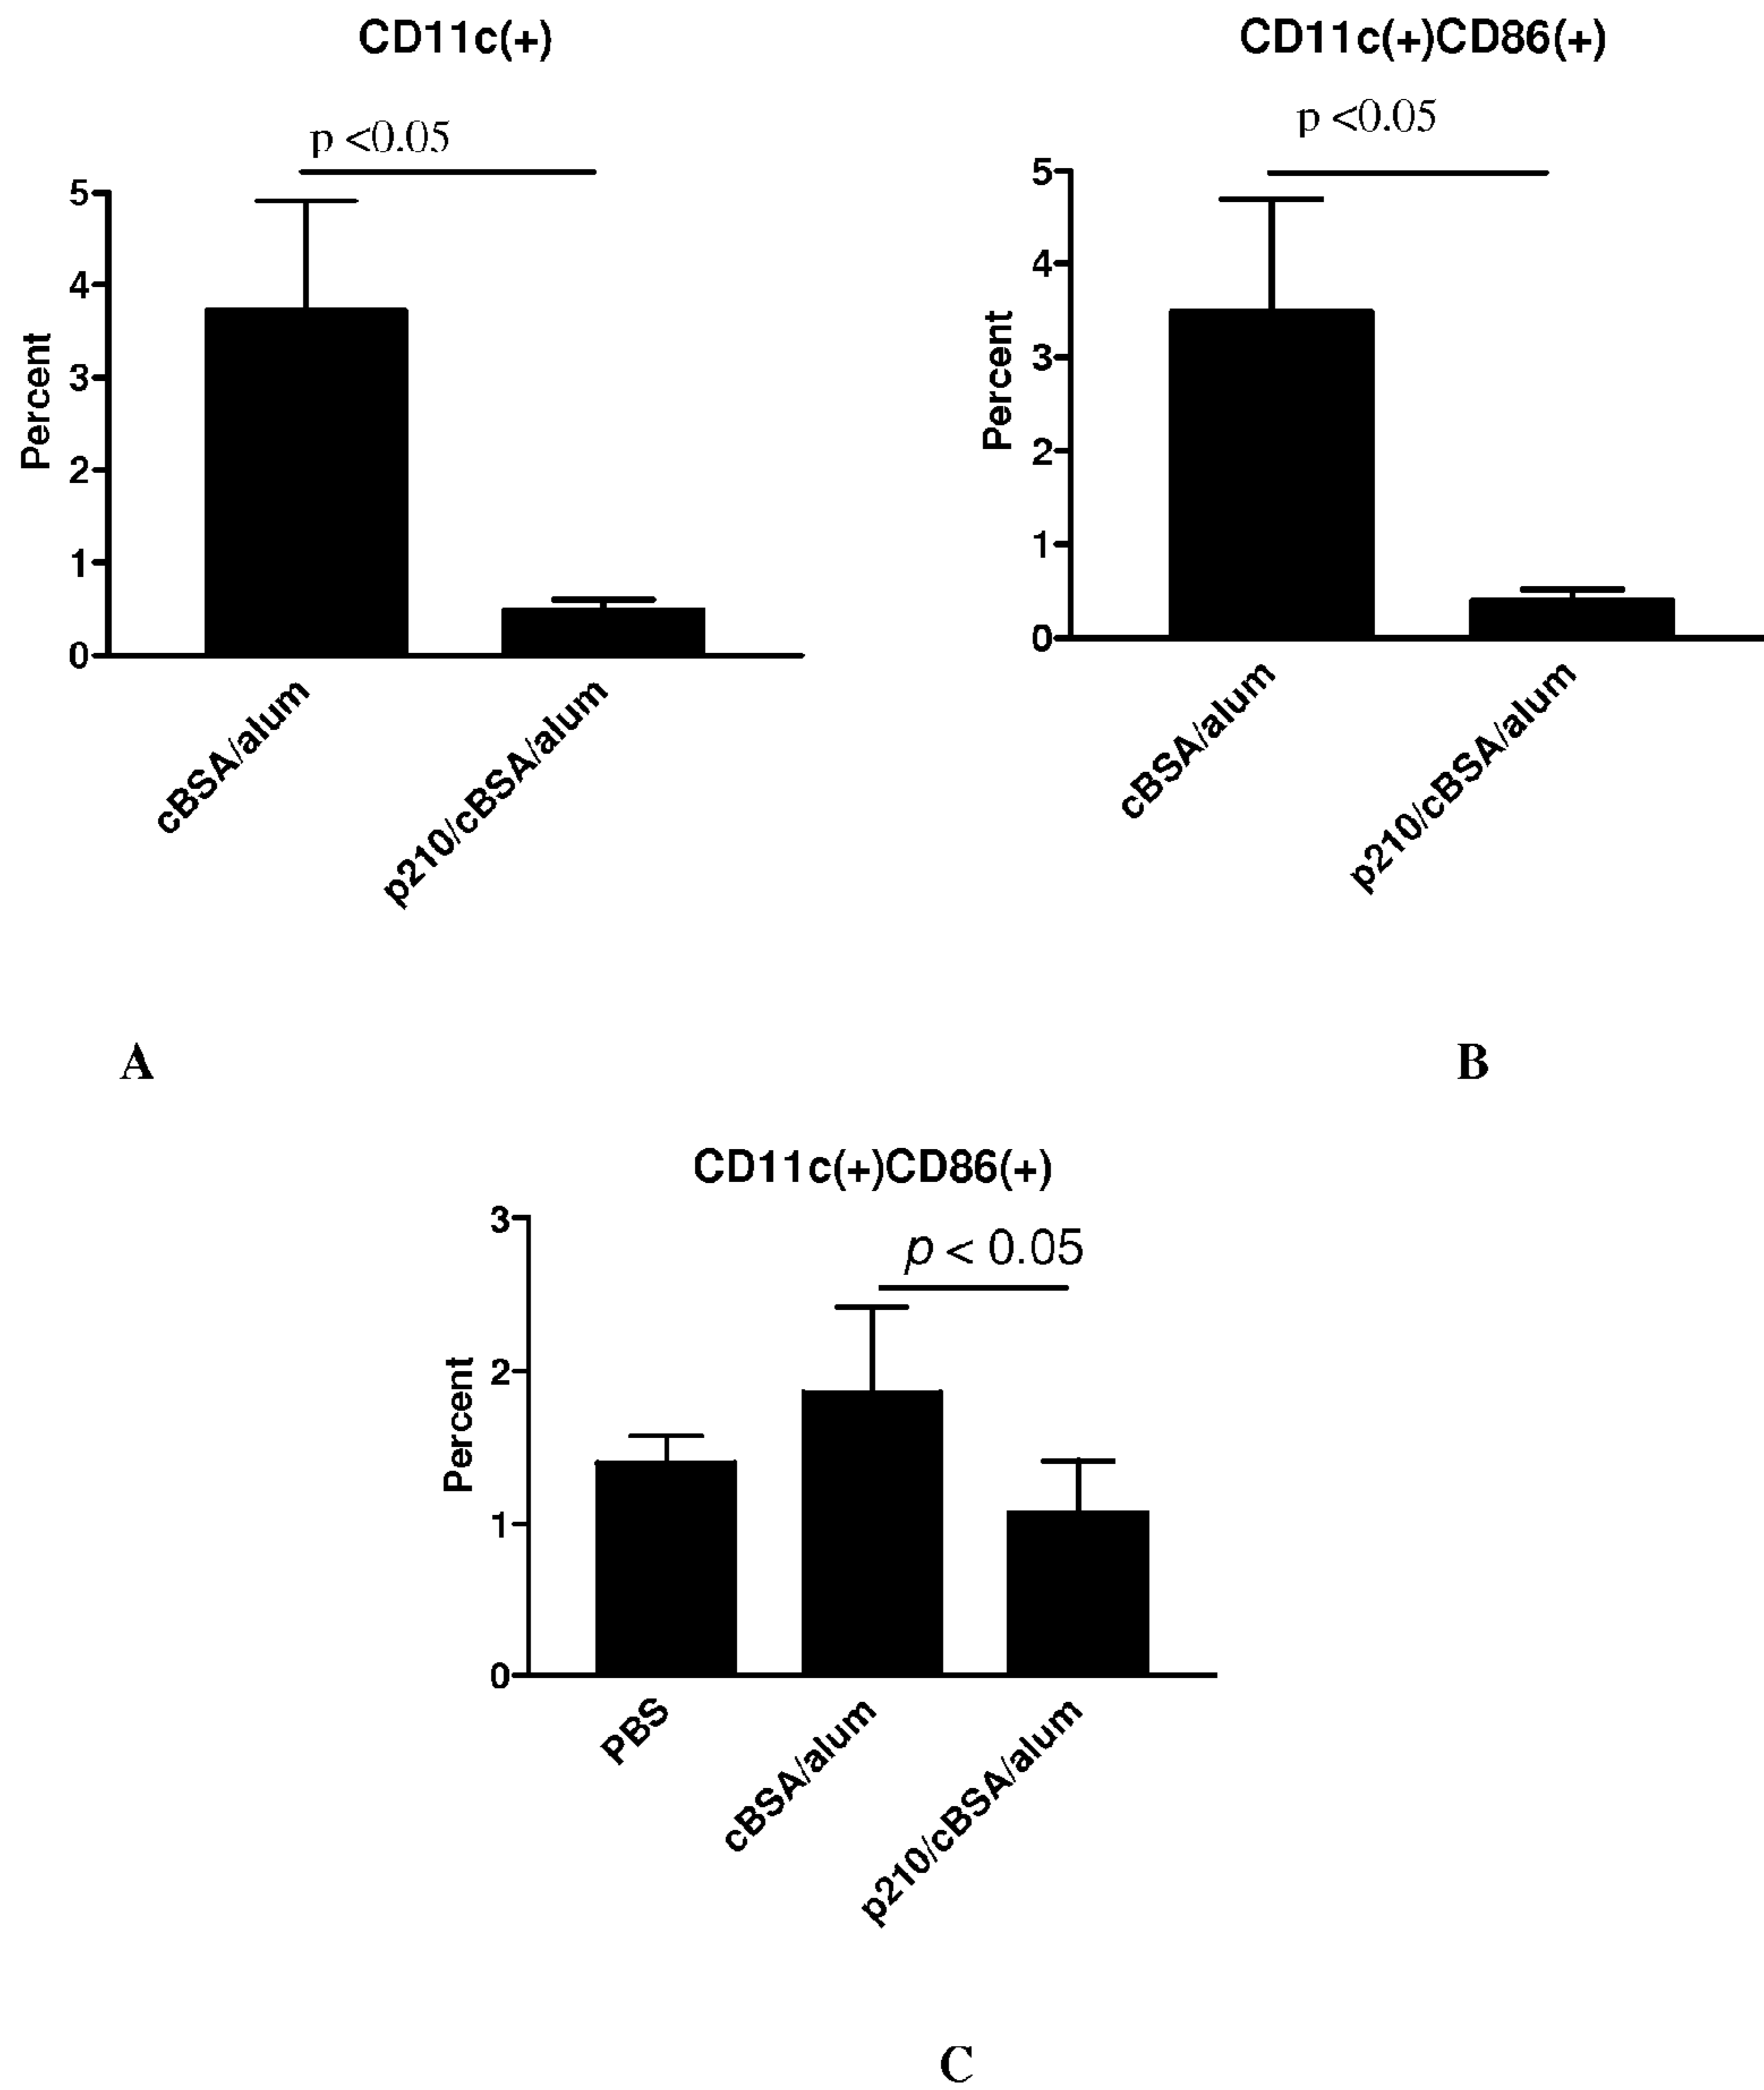 CD11c(+)
p <0.05
5
4
3
2
1
0
Percent
cBSA/alum
p210/cBSA/alum
A
CD11c(+)CD86(+)
p <0.05
5
4
3
2
1
0
Percent
cBSA/alum
p210/cBSA/alum
B
CD11c(+)CD86(+)
p < 0.05
3
2
1
0
Percent
PBS
cBSA/alum
p210/cBSA/alum
C